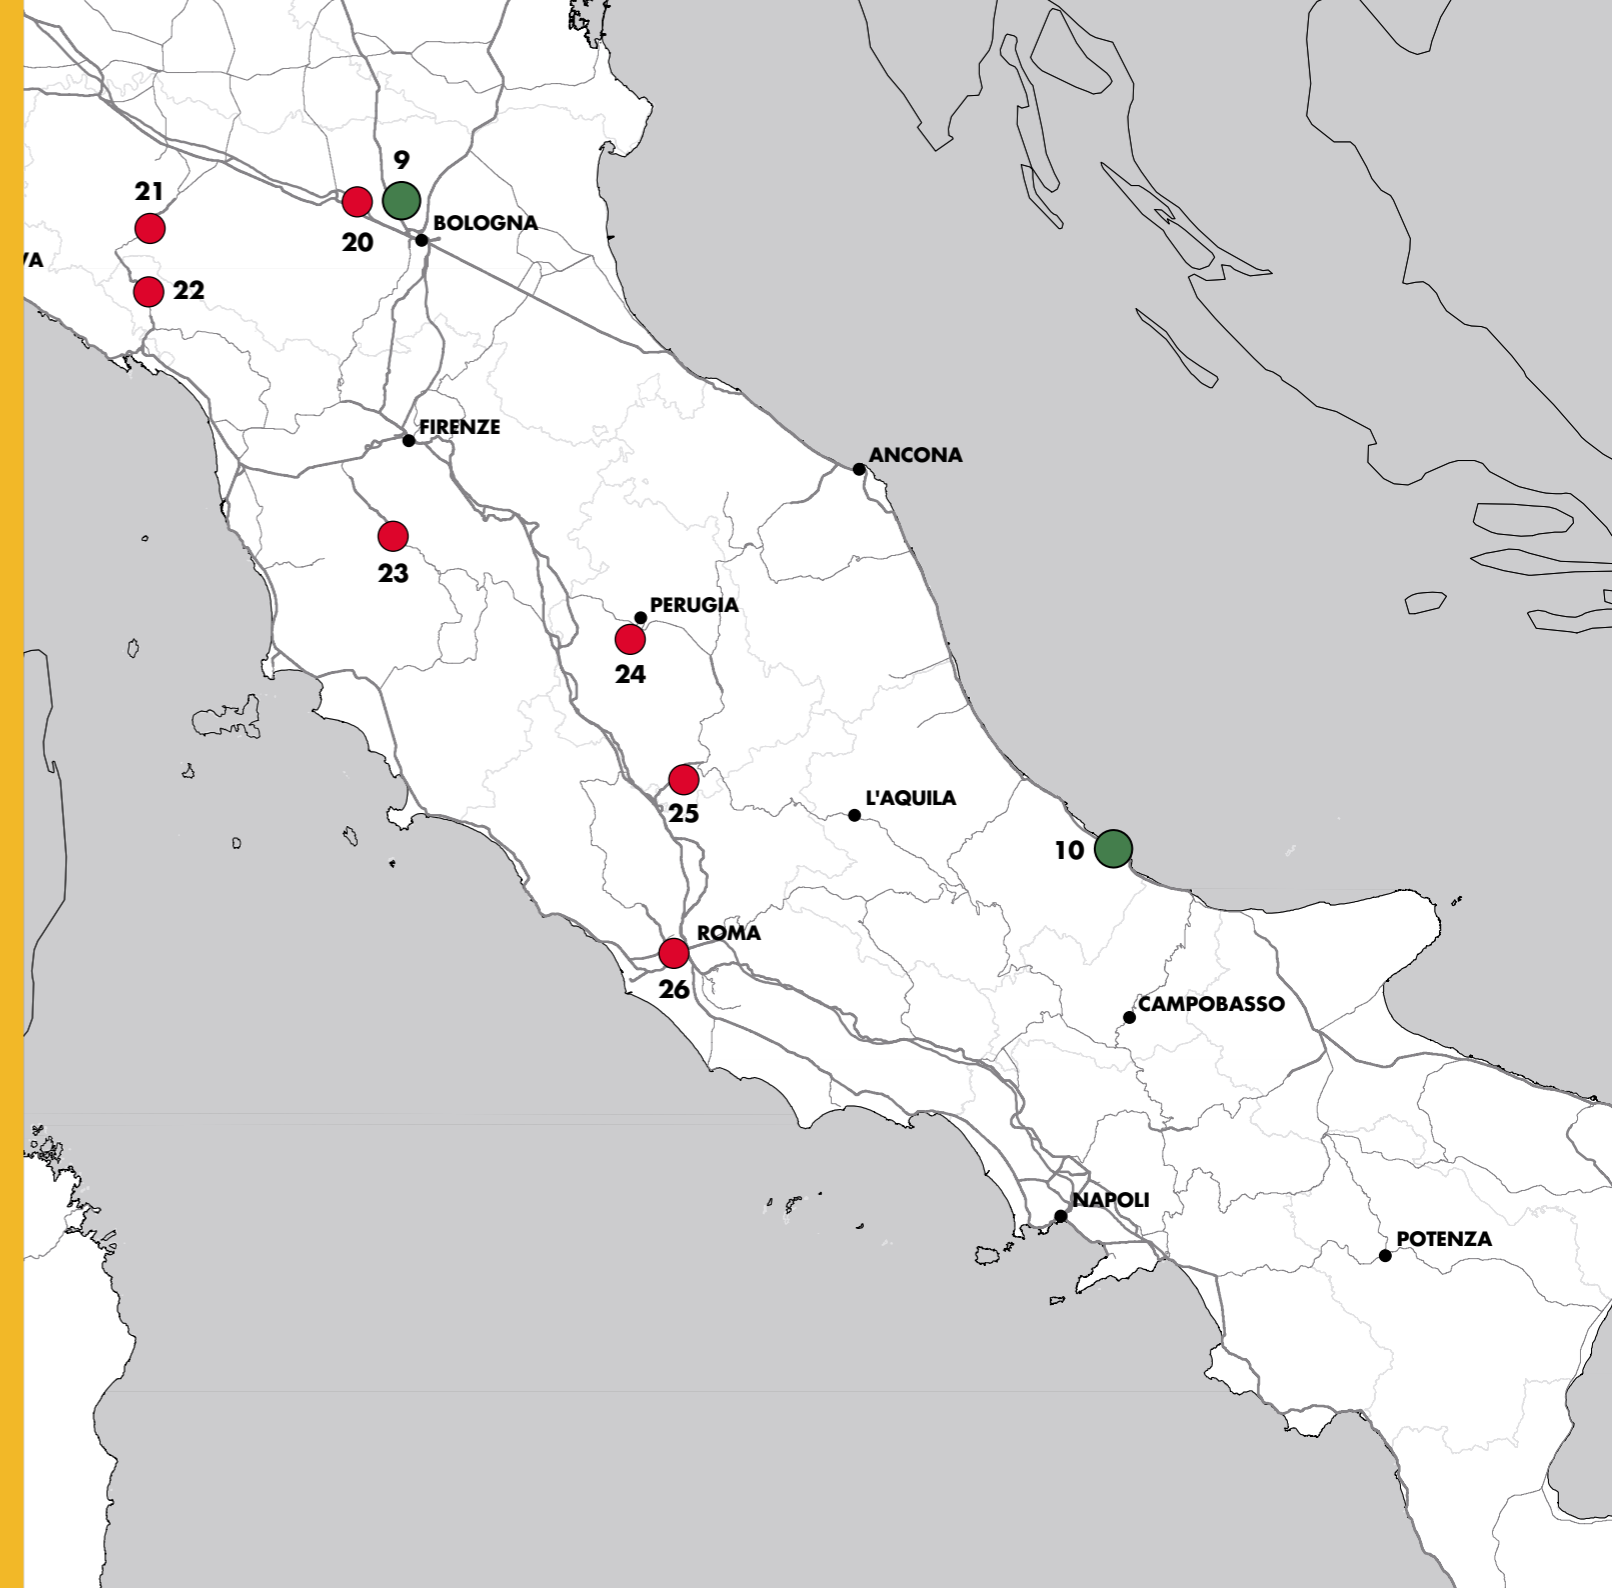 9
21
BOLOGNA
20
VA
22
FIRENZE
ANCONA
23
PERUGIA
24
L'AQUILA
25
10
ROMA
26
CAMPOBASSO
NAPOLI
POTENZA